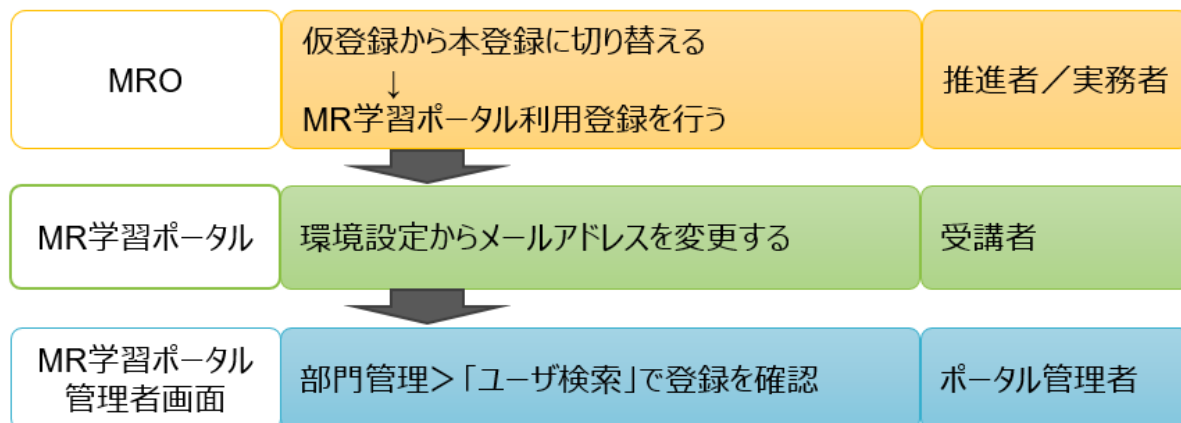 MRO
仮登録から本登録に切り替える
↓
MR学習ポータル利用登録を行う
推進者／実務者
MR学習ポータル
環境設定からメールアドレスを変更する
受講者
MR学習ポータル
管理者画面
部門管理＞「ユーザ検索」で登録を確認
ポータル管理者